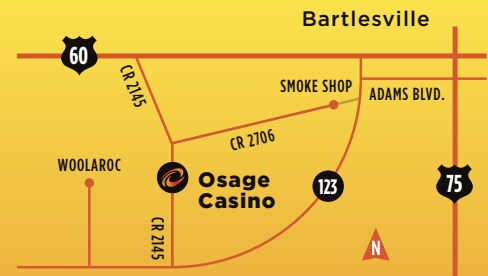 Bartlesville
60
CR 2145
SMOKE SHOP
ADAMS BLVD.
CR 2706
WOOLAROC
Osage
Casino
123
75
CR 2145
N